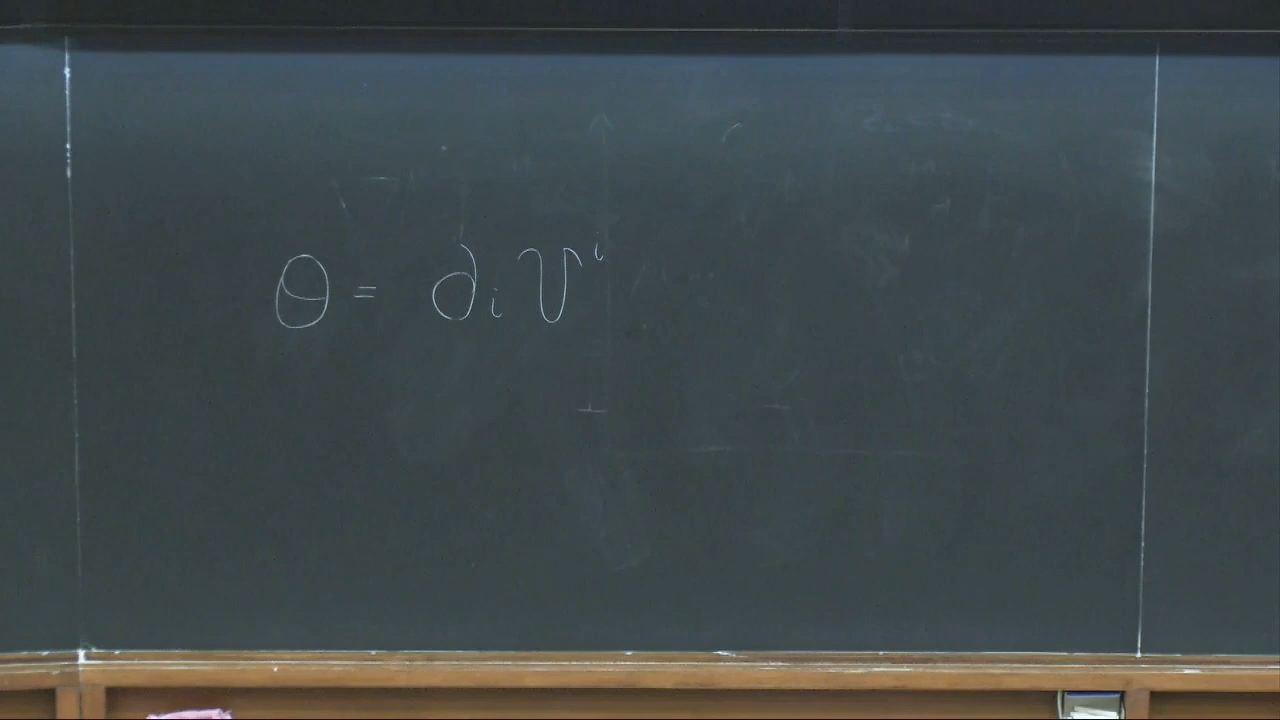 θ = ∂ᵢ vⁱ